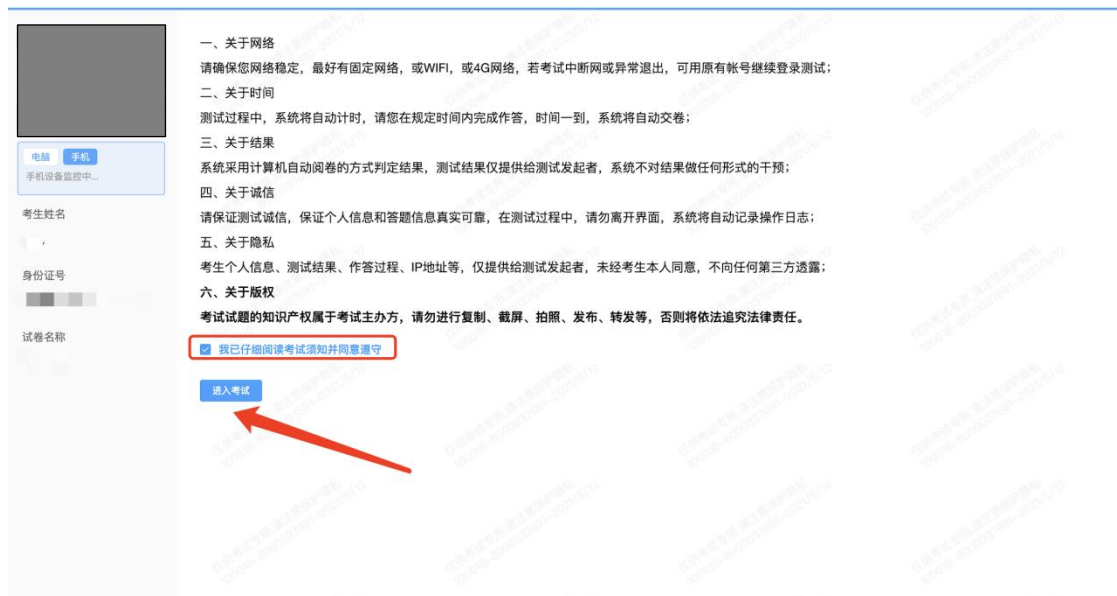 电脑 手机
手机设备监控中...
考生姓名
身份证号
试卷名称
一、关于网络
请确保您网络稳定，最好有固定网络，或WIFI，或4G网络，若考试中断网或异常退出，可用原有帐号继续登录测试；
二、关于时间
测试过程中，系统将自动计时，请您在规定时间内完成作答，时间一到，系统将自动交卷；
三、关于结果
系统采用计算机自动阅卷的方式判定结果，测试结果仅提供给测试发起者，系统不对结果做任何形式的干预；
四、关于诚信
请保证测试诚信，保证个人信息和答题信息真实可靠，在测试过程中，请勿离开界面，系统将自动记录操作日志；
五、关于隐私
考生个人信息、测试结果、作答过程、IP地址等，仅提供给测试发起者，未经考生本人同意，不向任何第三方透露；
六、关于版权
考试试题的知识产权属于考试主办方，请勿进行复制、截屏、拍照、发布、转发等，否则将依法追究法律责任。
我已仔细阅读考试须知并同意遵守
进入考试